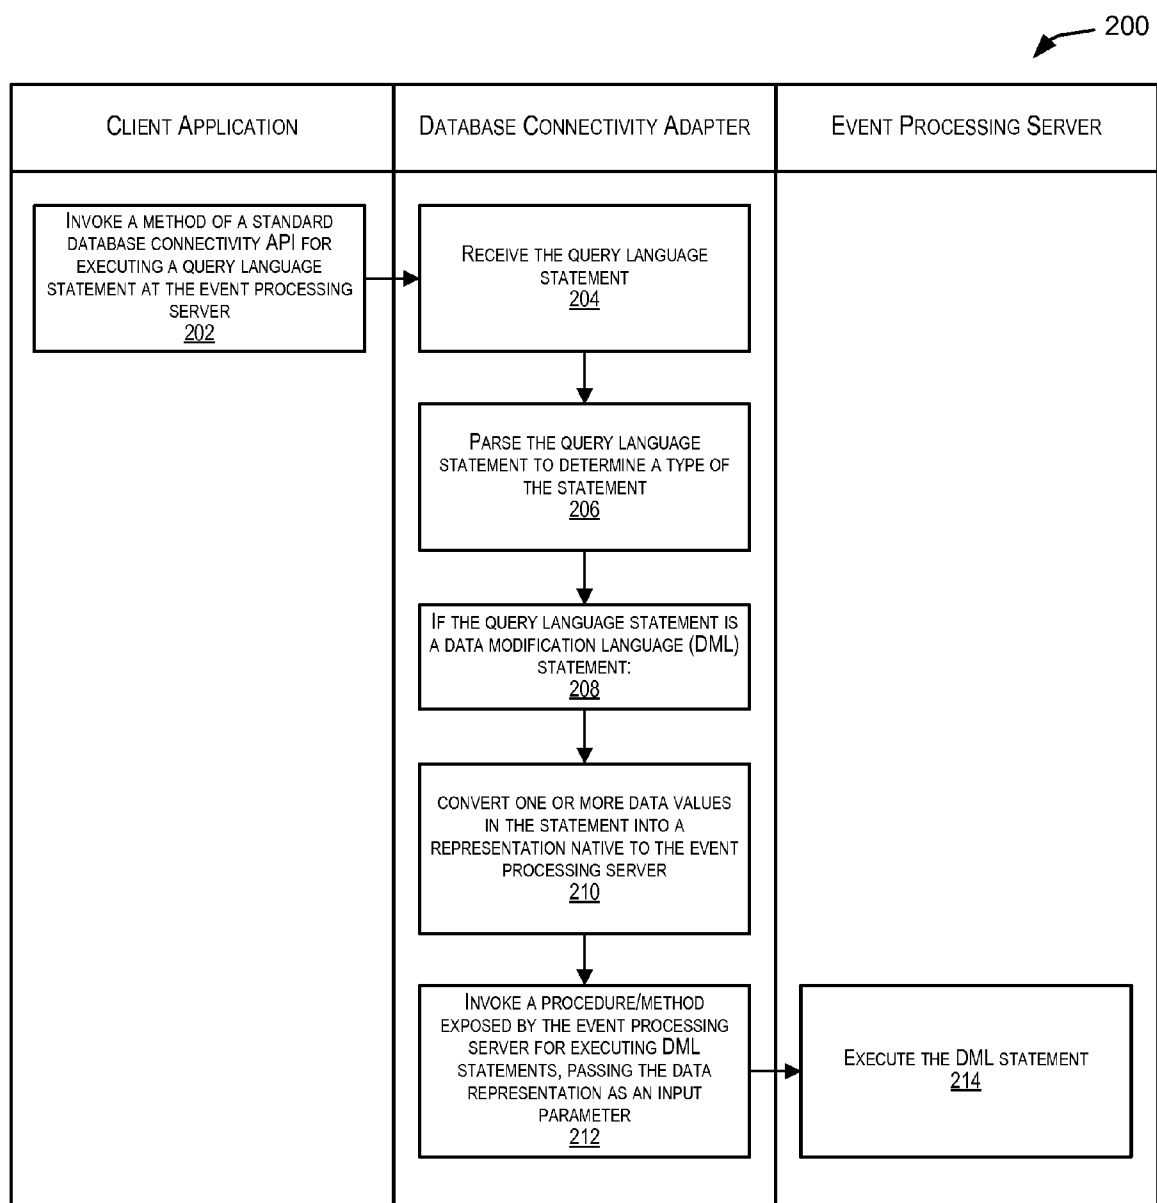 200
CLIENT APPLICATION
DATABASE CONNECTIVITY ADAPTER
EVENT PROCESSING SERVER
INVOKE A METHOD OF A STANDARD
DATABASE CONNECTIVITY API FOR
EXECUTING A QUERY LANGUAGE
STATEMENT AT THE EVENT PROCESSING
SERVER
202
RECEIVE THE QUERY LANGUAGE
STATEMENT
204
PARSE THE QUERY LANGUAGE
STATEMENT TO DETERMINE A TYPE OF
THE STATEMENT
206
IF THE QUERY LANGUAGE STATEMENT IS
A DATA MODIFICATION LANGUAGE (DML)
STATEMENT:
208
CONVERT ONE OR MORE DATA VALUES
IN THE STATEMENT INTO A
REPRESENTATION NATIVE TO THE EVENT
PROCESSING SERVER
210
INVOKE A PROCEDURE/METHOD
EXPOSED BY THE EVENT PROCESSING
SERVER FOR EXECUTING DML
STATEMENTS, PASSING THE DATA
REPRESENTATION AS AN INPUT
PARAMETER
212
EXECUTE THE DML STATEMENT
214